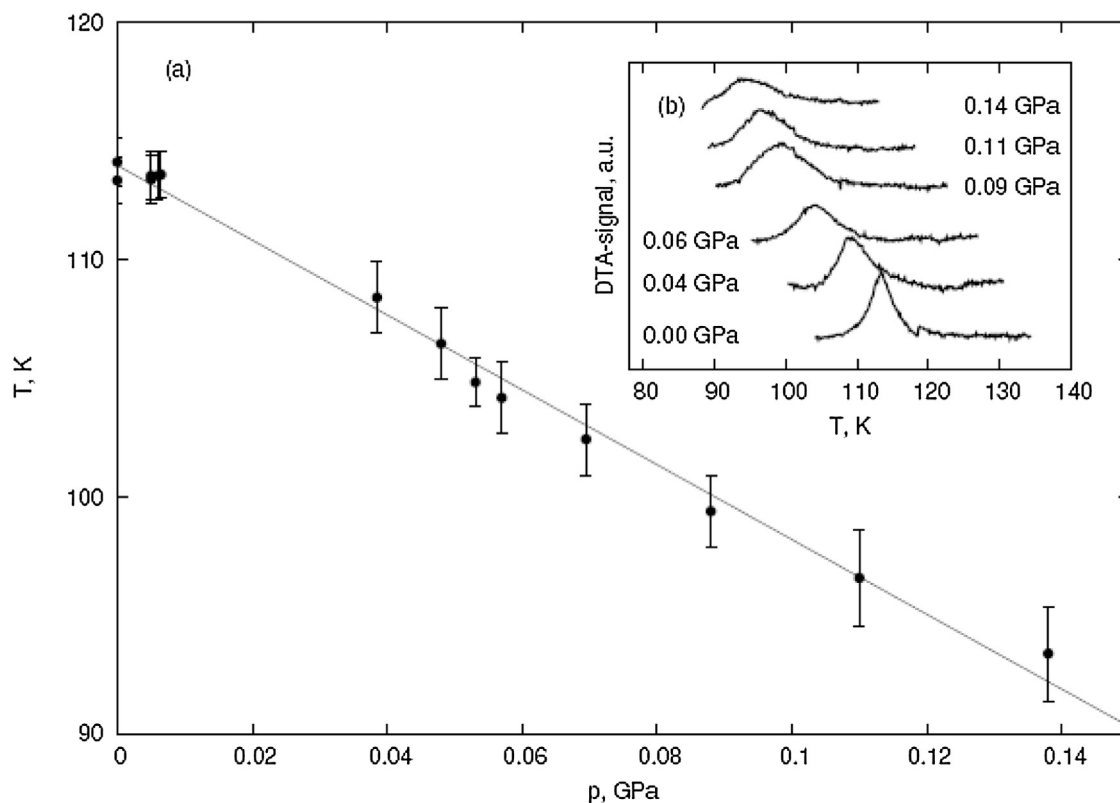 120
110
100
90
T, K
(a)
0
0.02
0.04
0.06
0.08
0.1
0.12
0.14
p, GPa
(b)
DTA-signal, a.u.
0.14 GPa
0.11 GPa
0.09 GPa
0.06 GPa
0.04 GPa
0.00 GPa
80 90 100 110 120 130 140
T, K